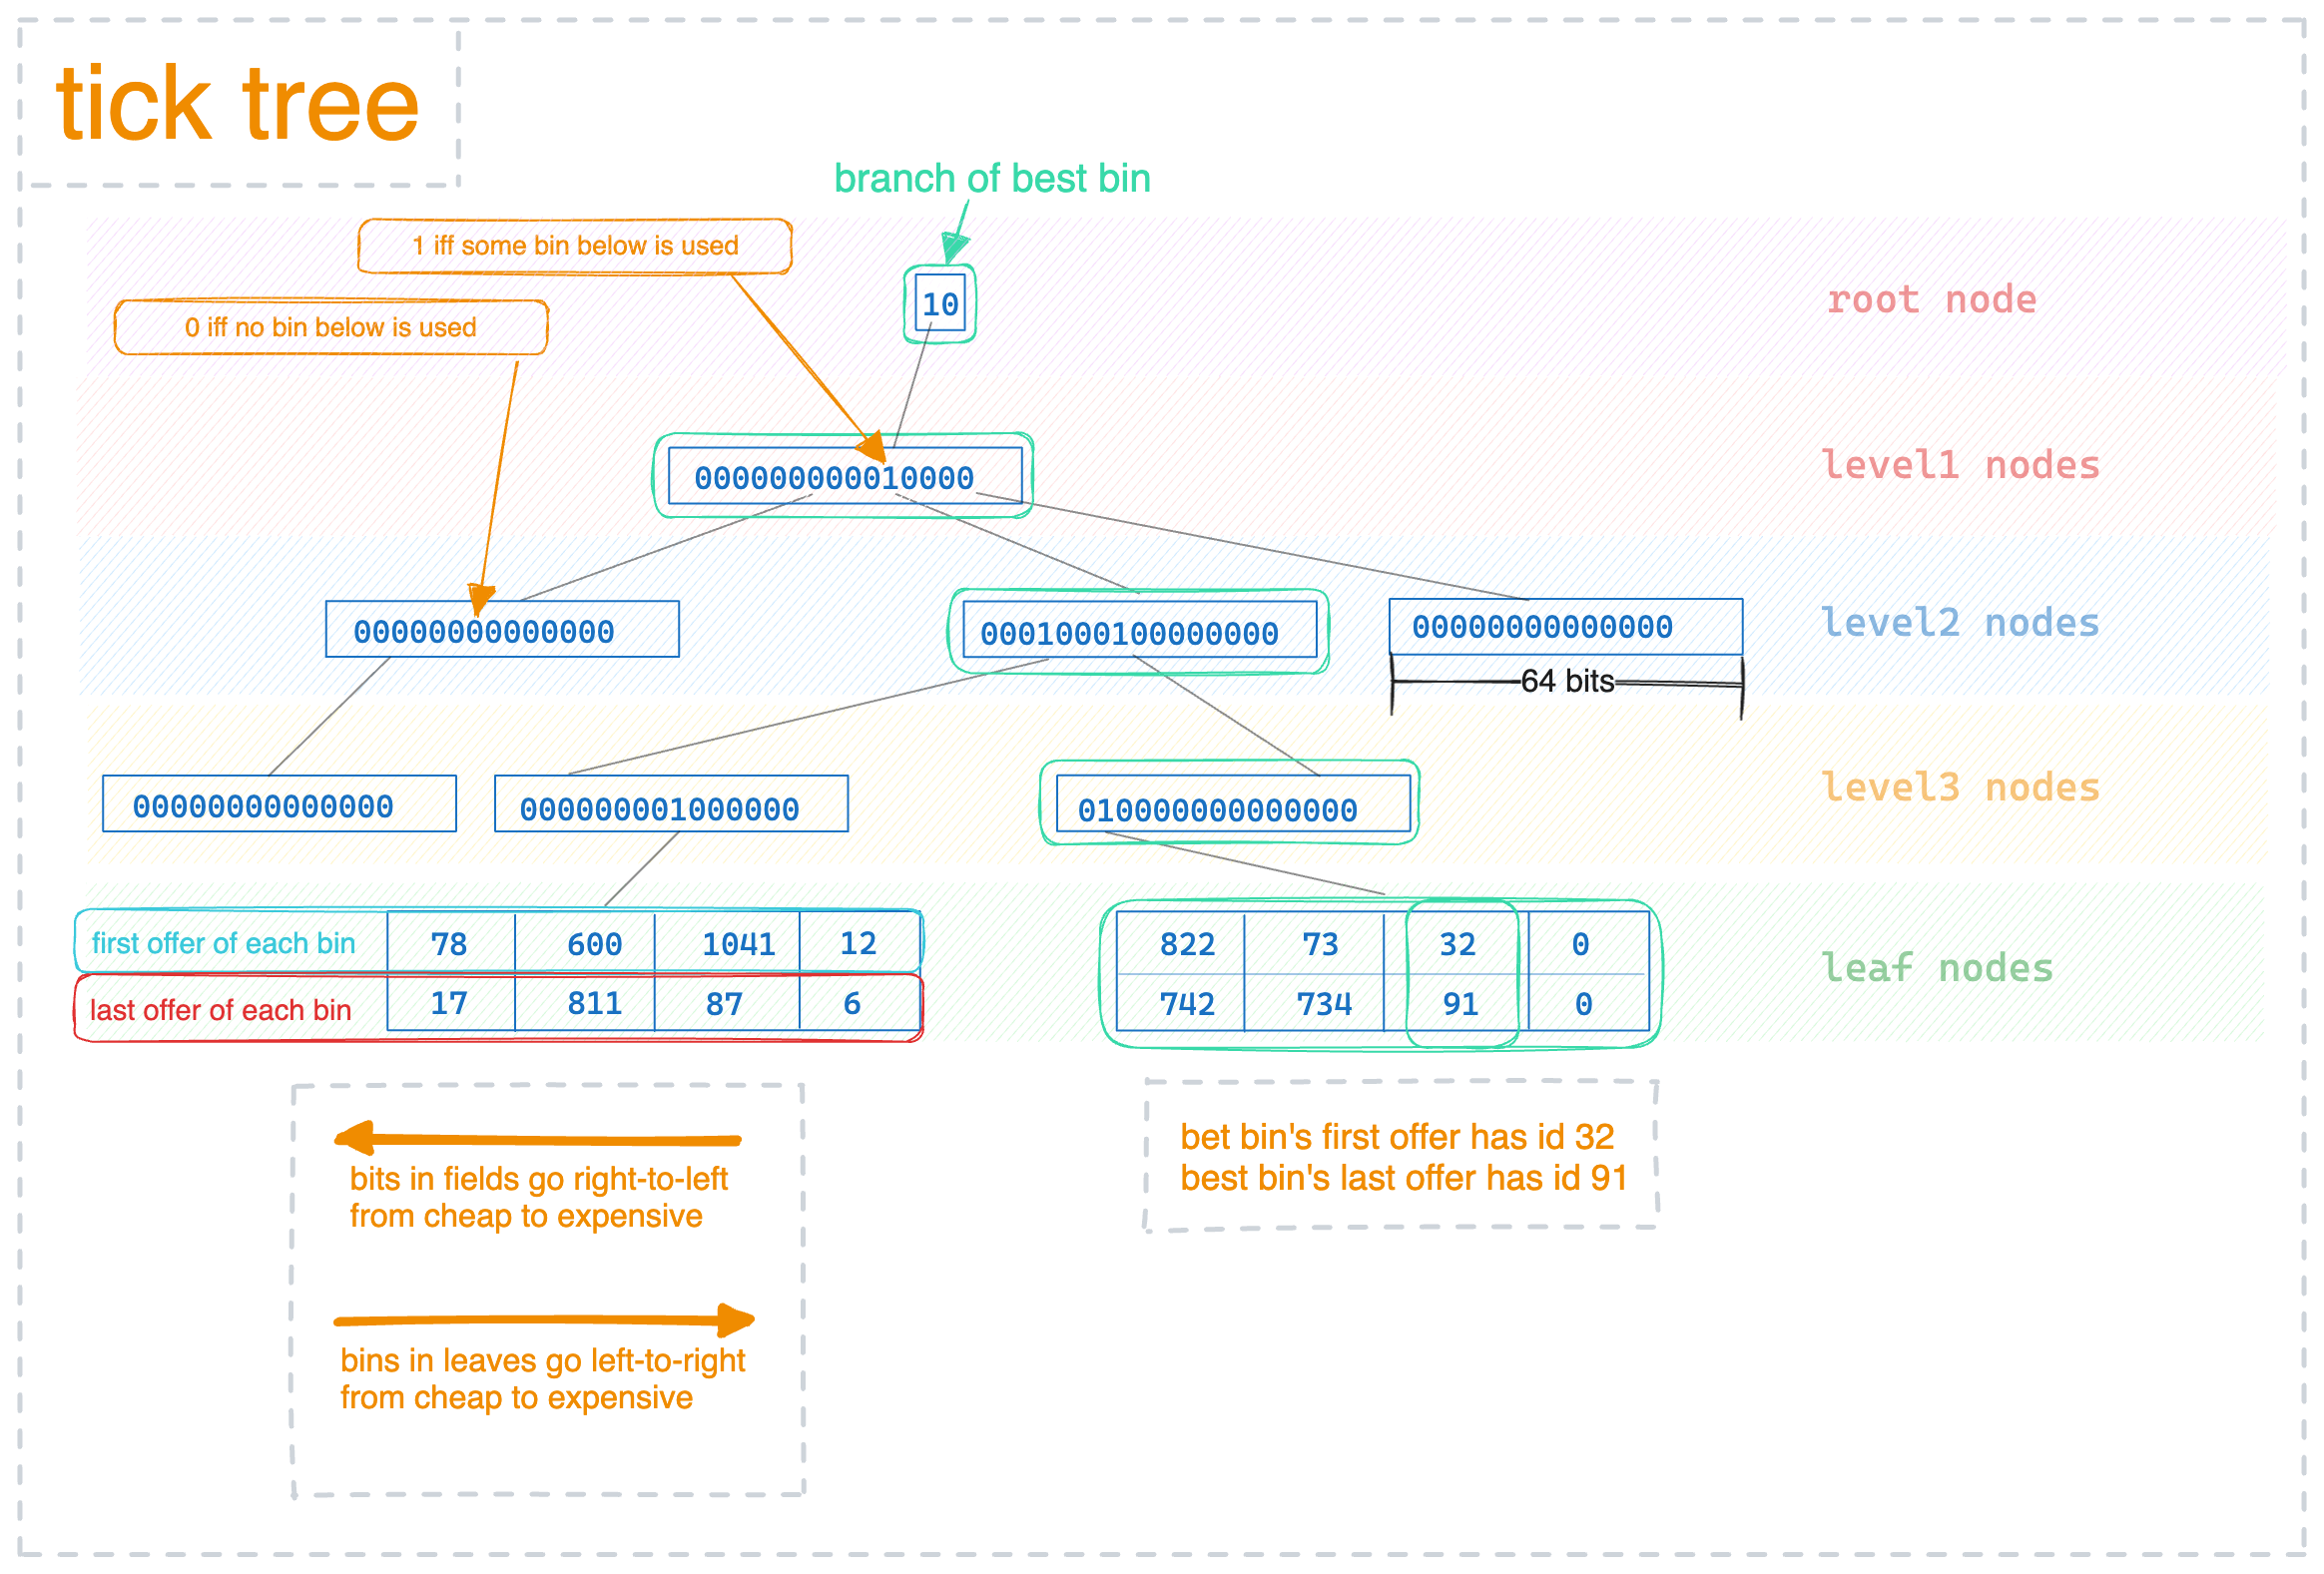 tick tree
branch of best bin
1 iff some bin below is used
0 iff no bin below is used
10
root node
000000000010000
level1 nodes
00000000000000
0001000100000000
00000000000000
level2 nodes
64 bits
00000000000000
000000001000000
010000000000000
level3 nodes
first offer of each bin 78 600 1041 12
last offer of each bin 17 811 87 6
822 73 32 0
742 734 91 0
leaf nodes
bits in fields go right-to-left
from cheap to expensive
bins in leaves go left-to-right
from cheap to expensive
bet bin's first offer has id 32
best bin's last offer has id 91